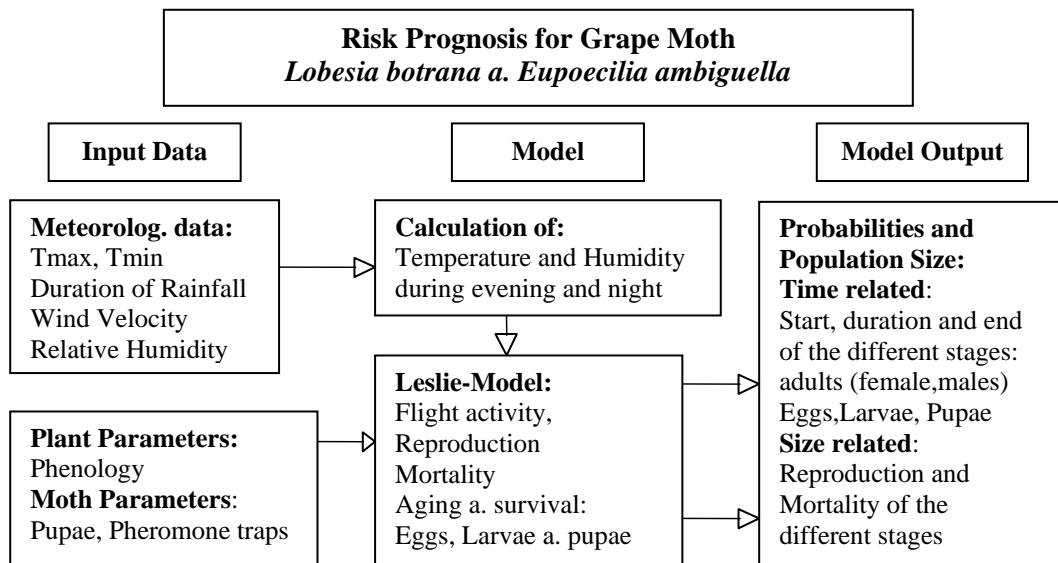 Risk Prognosis for Grape Moth
Lobesia botrana a. Eupoecilia ambiguella
Input Data
Model
Model Output
Meteorolog. data:
Tmax, Tmin
Duration of Rainfall
Wind Velocity
Relative Humidity
Plant Parameters:
Phenology
Moth Parameters:
Pupae, Pheromone traps
Calculation of:
Temperature and Humidity
during evening and night
Leslie-Model:
Flight activity,
Reproduction
Mortality
Aging a. survival:
Eggs, Larvae a. pupae
Probabilities and
Population Size:
Time related:
Start, duration and end
of the different stages:
adults (female,males)
Eggs,Larvae, Pupae
Size related:
Reproduction and
Mortality of the
different stages